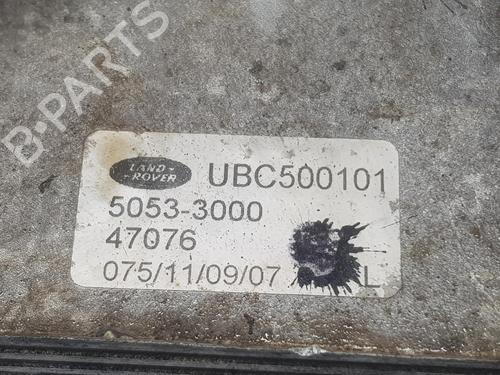 B-PARTS
LAND-
ROVER
UBC500101
5053-3000
47076
075/11/09/07 L